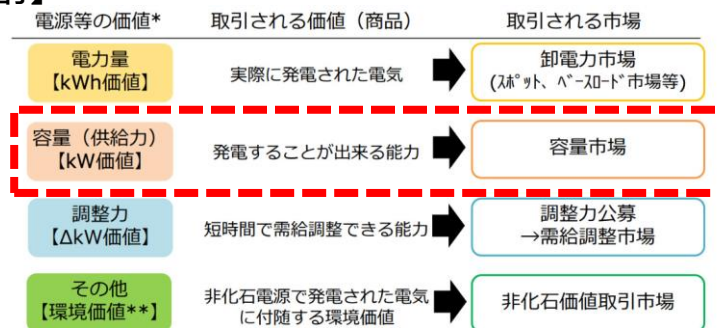 電源等の価値* 取引される価値（商品） 取引される市場
電力量
【kWh価値】
実際に発電された電気
卸電力市場
(ｽﾎﾟｯﾄ、ﾍﾞｰｽﾛｰﾄﾞ市場等)
容量（供給力）
【kW価値】
発電することが出来る能力
容量市場
調整力
【ΔkW価値】
短時間で需給調整できる能力
調整力公募
→需給調整市場
その他
【環境価値**】
非化石電源で発電された電気
に付随する環境価値
非化石価値取引市場